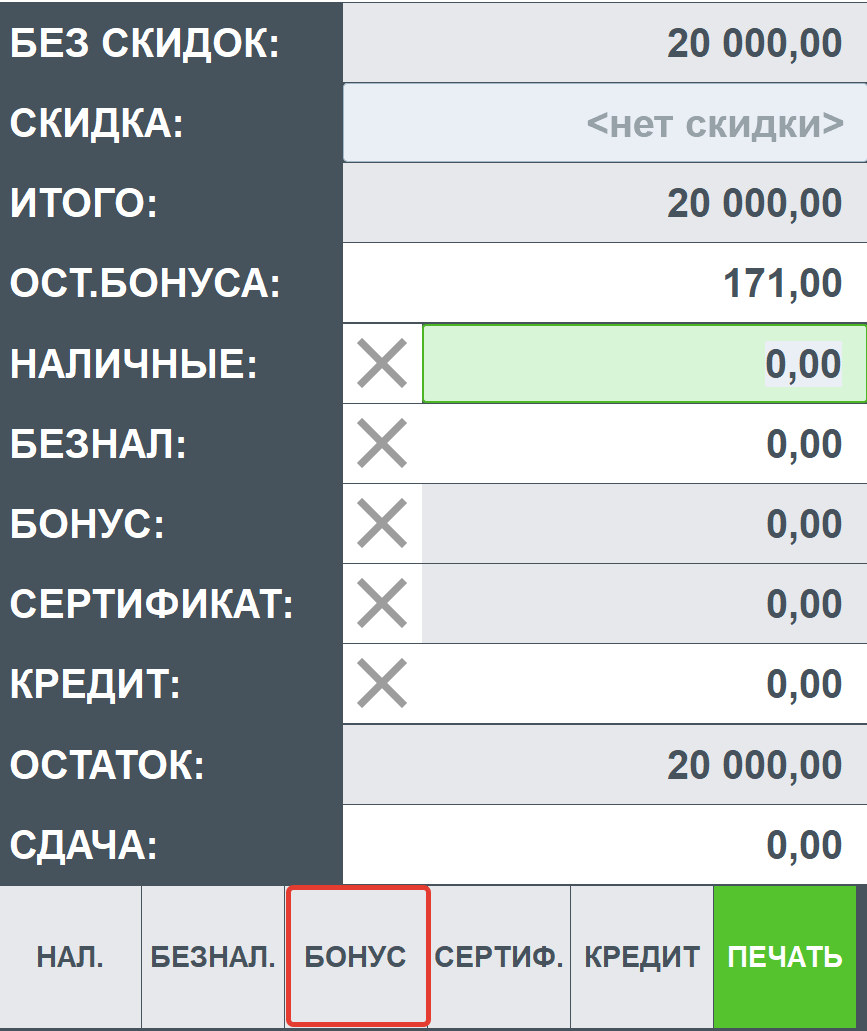 БЕЗ СКИДОК: 20 000,00
СКИДКА: <нет скидки>
ИТОГО: 20 000,00
ОСТ.БОНУСА: 171,00
НАЛИЧНЫЕ: 0,00
БЕЗНАЛ: 0,00
БОНУС: 0,00
СЕРТИФИКАТ: 0,00
КРЕДИТ: 0,00
ОСТАТОК: 20 000,00
СДАЧА: 0,00
НАЛ. БЕЗНАЛ. БОНУС СЕРТИФ. КРЕДИТ ПЕЧАТЬ